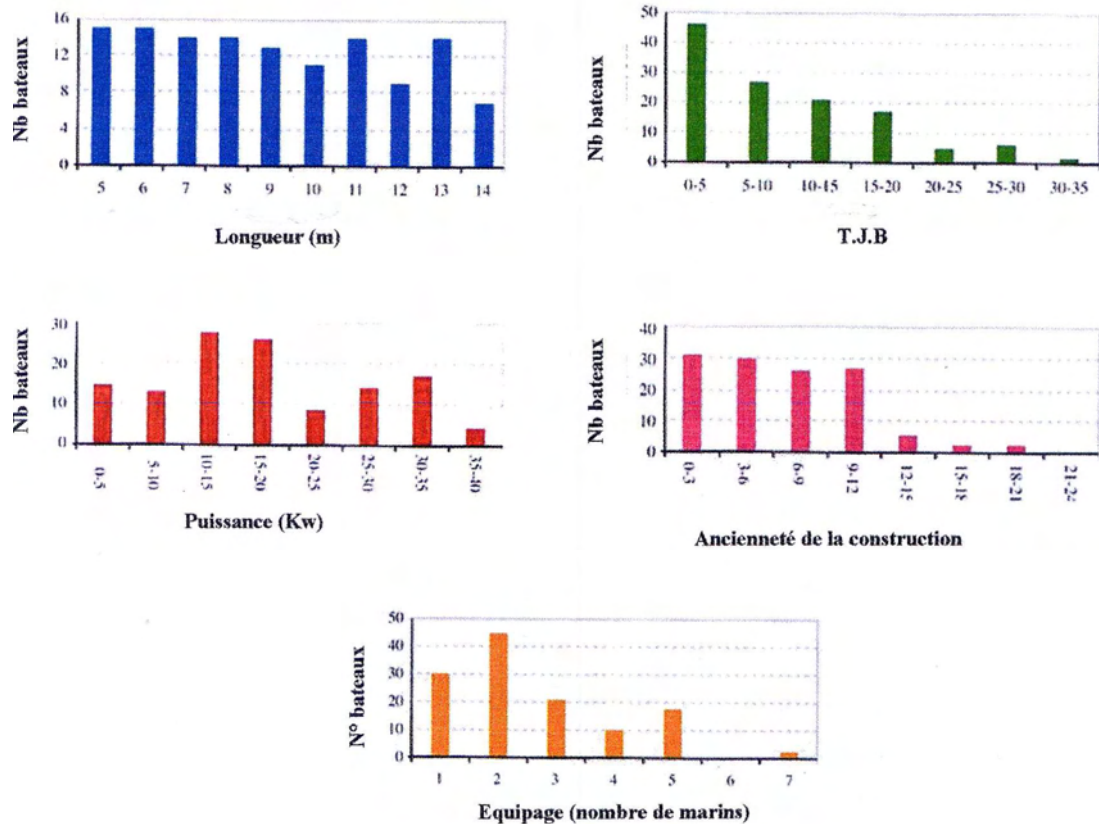 Nb bateaux
16
12
8
4
0
5 6 7 8 9 10 11 12 13 14
Longueur (m)
Nb bateaux
50
40
30
20
10
0
0-5 5-10 10-15 15-20 20-25 25-30 30-35
T.J.B
Nb bateaux
30
20
10
0
0-5 5-10 10-15 15-20 20-25 25-30 30-35 35-40
Puissance (Kw)
Nb bateaux
40
30
20
10
0
0-3 3-6 6-9 9-12 12-15 15-18 18-21 21-24
Ancienneté de la construction
N° bateaux
50
40
30
20
10
0
1 2 3 4 5 6 7
Equipage (nombre de marins)